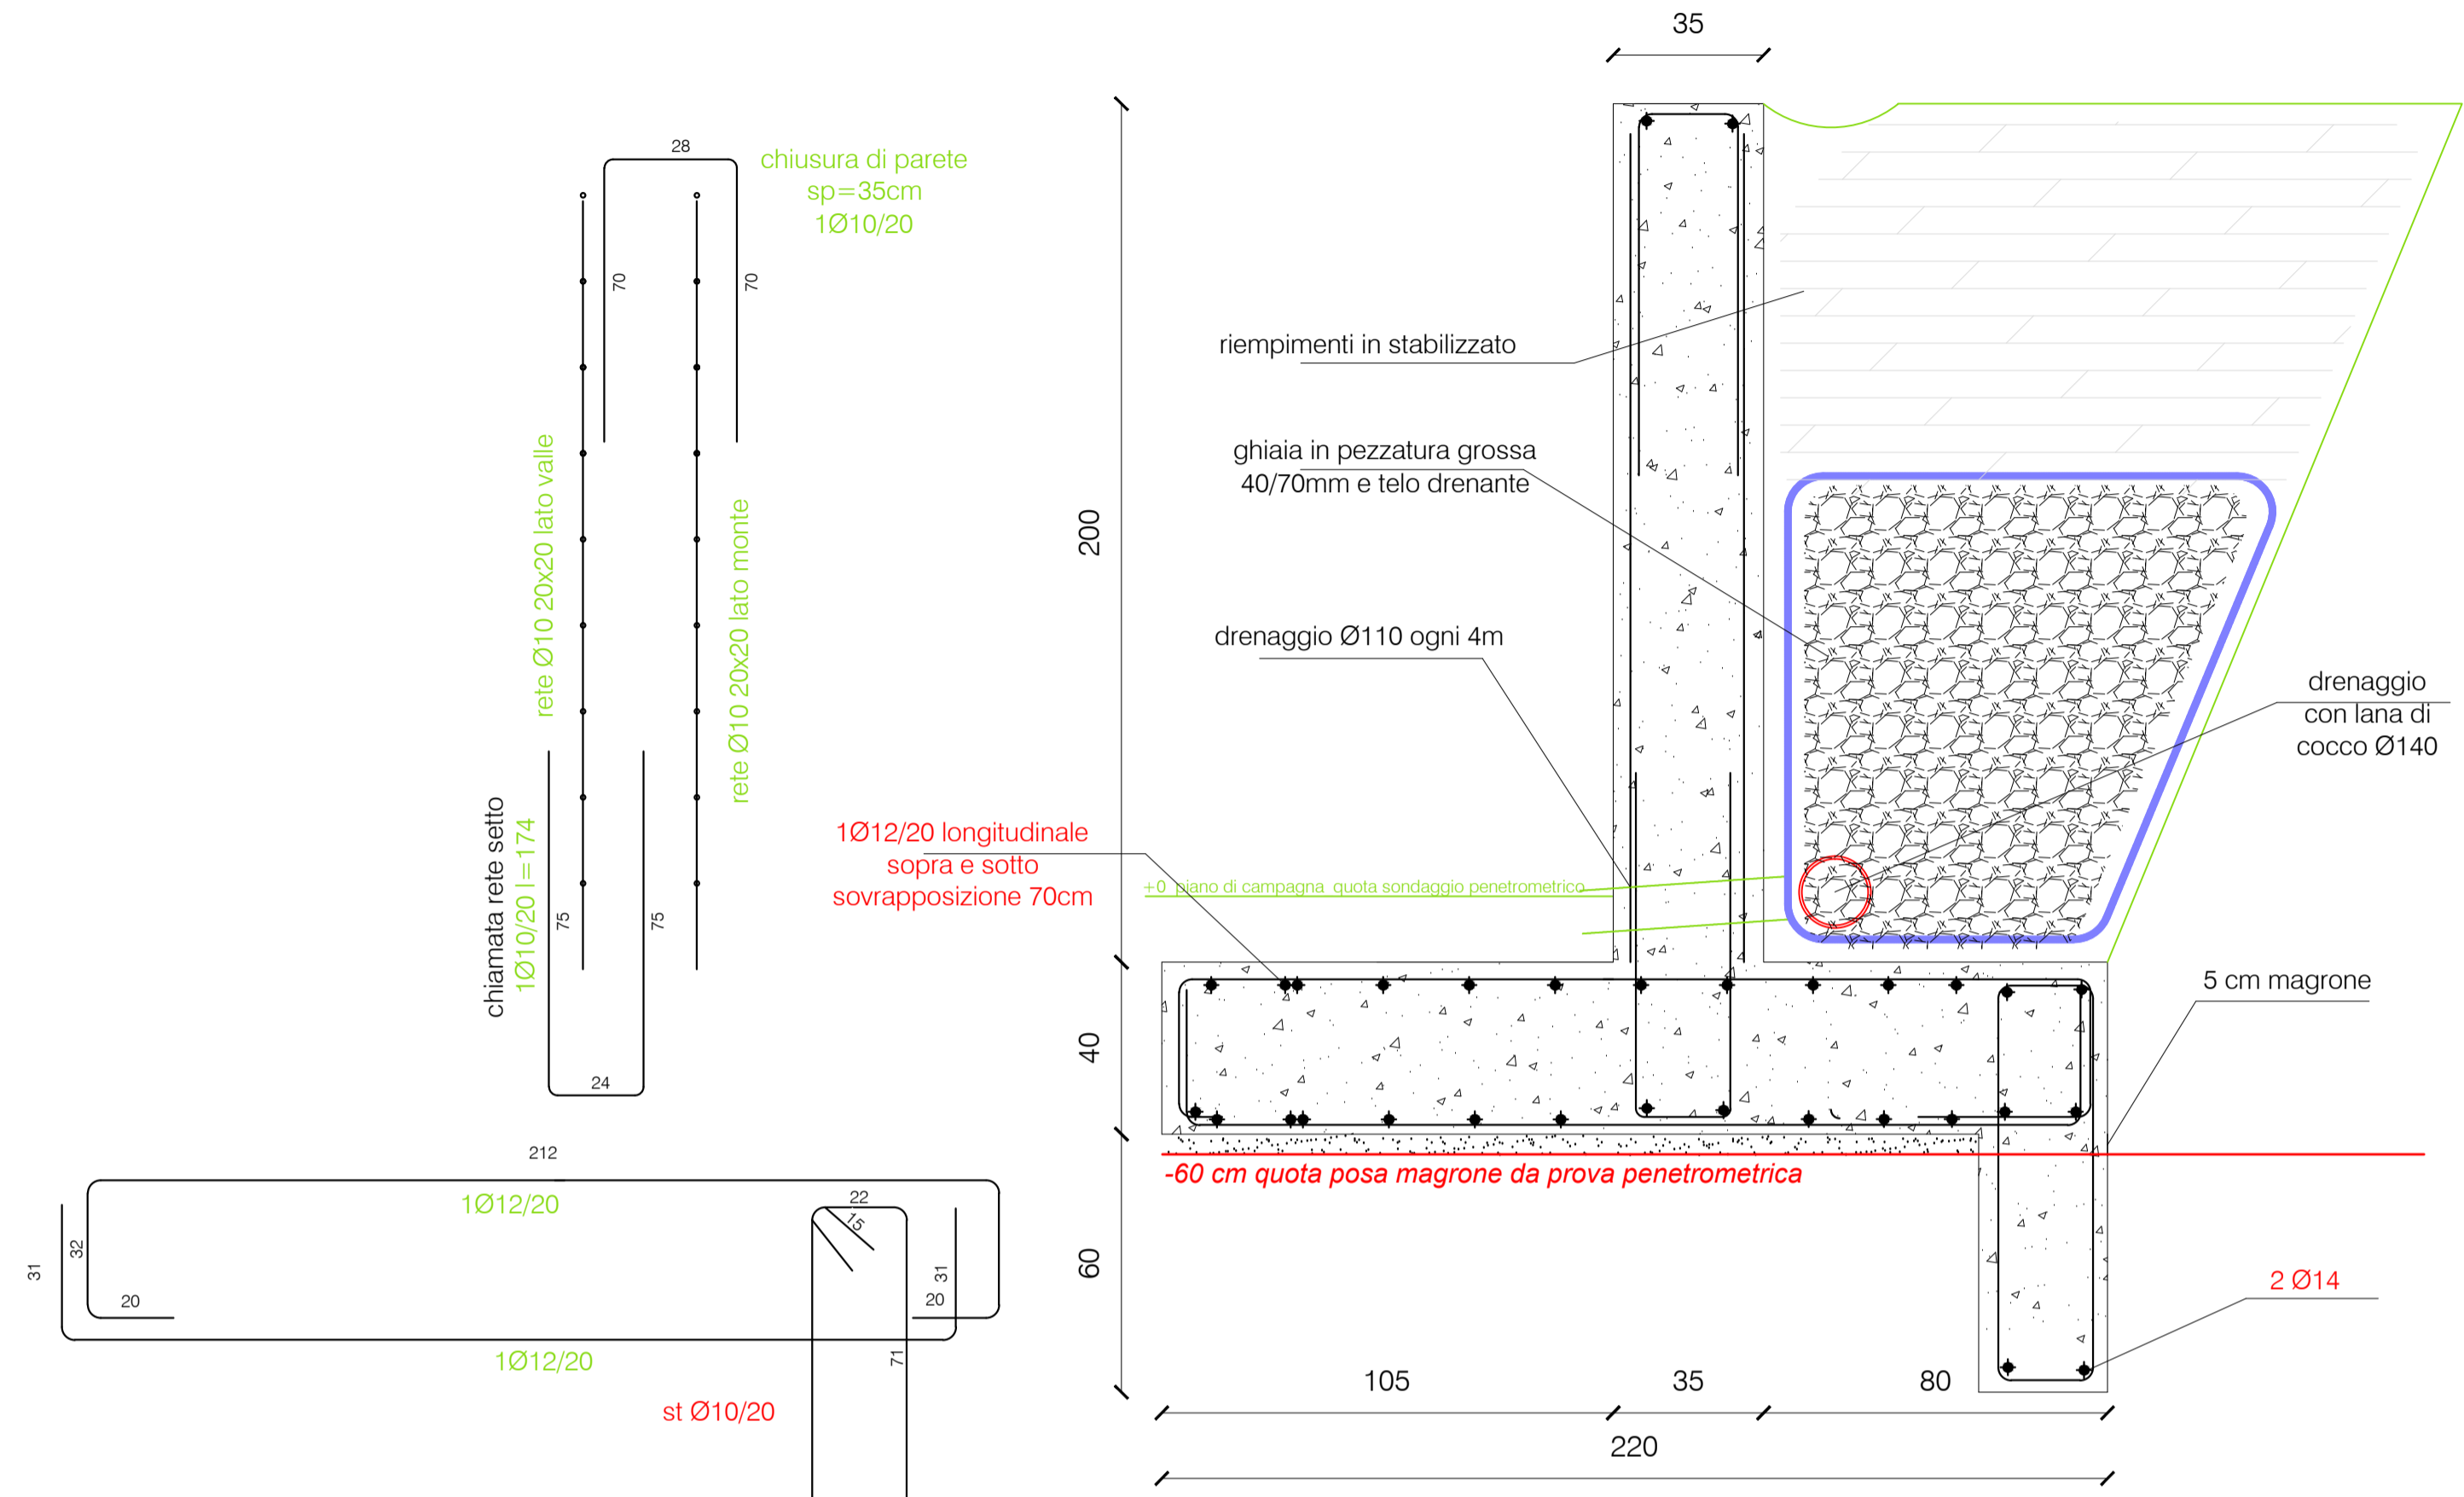 35
28
chiusura di parete
sp=35cm
1Ø10/20
70
70
riempimenti in stabilizzato
ghiaia in pezzatura grossa
40/70mm e telo drenante
200
rete Ø10 20x20 lato valle
rete Ø10 20x20 lato monte
drenaggio Ø110 ogni 4m
drenaggio
con lana di
cocco Ø140
1Ø12/20 longitudinale
sopra e sotto
sovrapposizione 70cm
+0 piano di campagna quota sondaggio penetrometrico
chiamata rete setto
1Ø10/20 l=174
75
75
24
5 cm magrone
40
-60 cm quota posa magrone da prova penetrometrica
212
1Ø12/20
22
15
31
32
31
20
20
60
2 Ø14
1Ø12/20
71
st Ø10/20
105
35
80
220